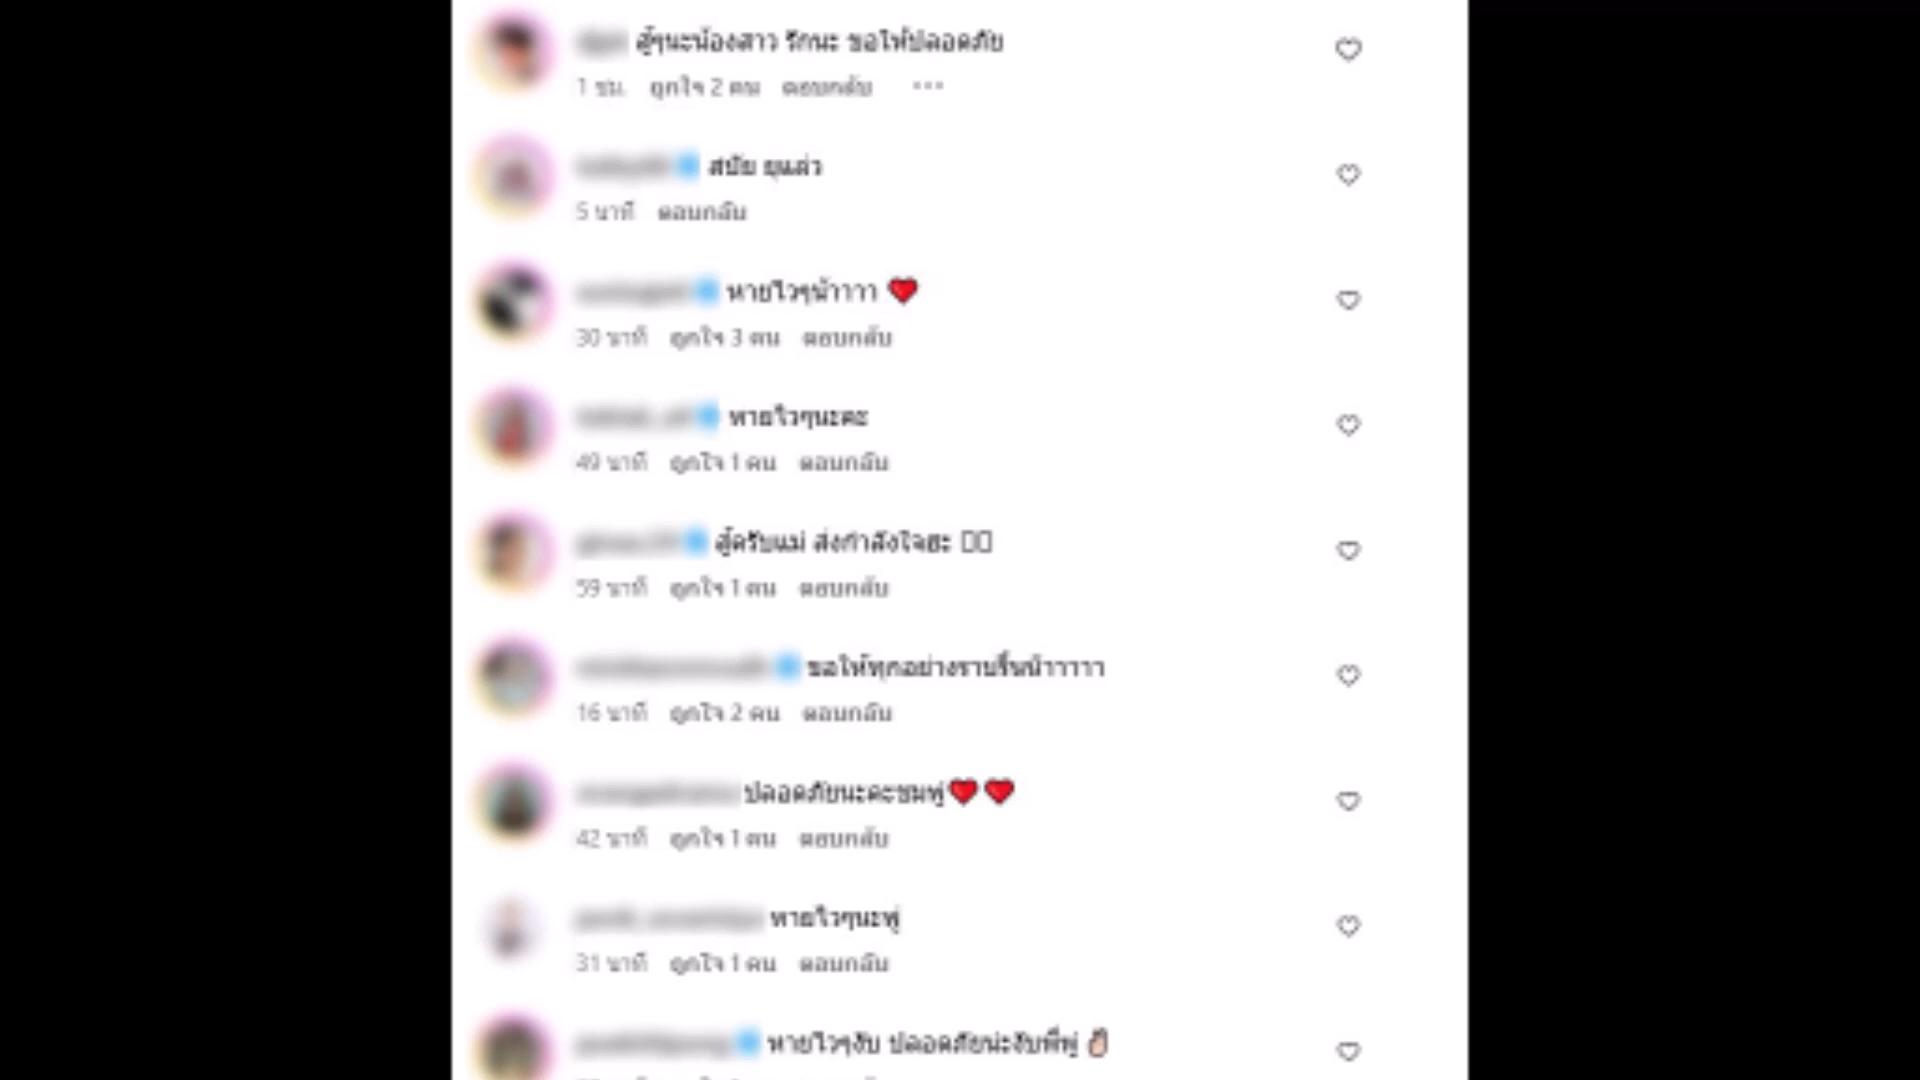 สู้ๆนะน้องสาว รักนะ ขอให้ปลอดภัย
1 ชม. ถูกใจ 2 คน ตอบกลับ ...
สบัย ยุแล่ว
5 นาที ตอบกลับ
หายไวๆน้าาาา ❤️
30 นาที ถูกใจ 3 คน ตอบกลับ
หายไวๆนะคะ
49 นาที ถูกใจ 1 คน ตอบกลับ
สู้ครับแม่ ส่งกำลังใจฮะ
59 นาที ถูกใจ 1 คน ตอบกลับ
ขอให้ทุกอย่างราบรื่นน้าาาาา
16 นาที ถูกใจ 2 คน ตอบกลับ
ปลอดภัยนะคะชมพู่❤️❤️
42 นาที ถูกใจ 1 คน ตอบกลับ
หายไวๆนะพู่
31 นาที ถูกใจ 1 คน ตอบกลับ
หายไวๆงับ ปลอดภัยน่ะงับพี่พู่